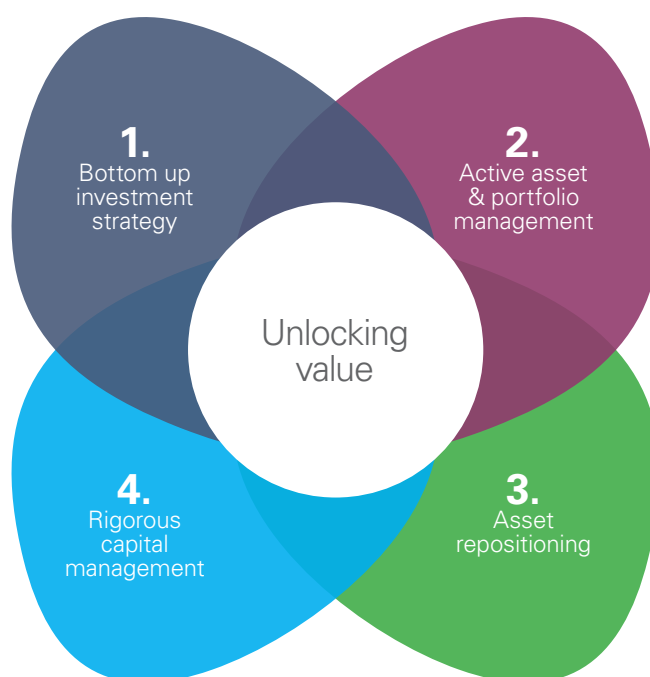 1.
Bottom up
investment
strategy
2.
Active asset
& portfolio
management
Unlocking
value
4.
Rigorous
capital
management
3.
Asset
repositioning